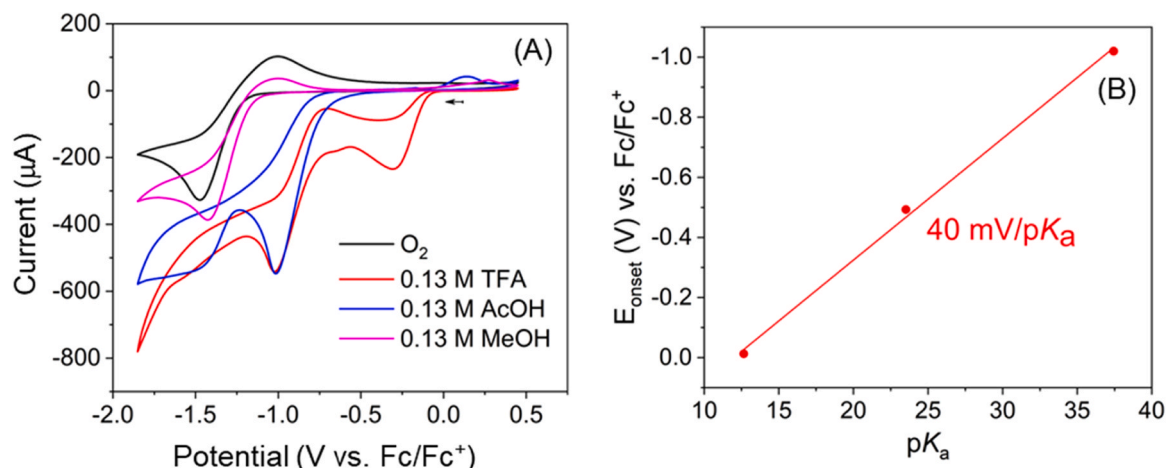 (A)
200
0
-200
-400
-600
-800
Current (µA)
O2
0.13 M TFA
0.13 M AcOH
0.13 M MeOH
-2.0 -1.5 -1.0 -0.5 0.0 0.5
Potential (V vs. Fc/Fc+)
(B)
-1.0
-0.8
-0.6
-0.4
-0.2
0.0
Eonset (V) vs. Fc/Fc+
40 mV/pKa
10 15 20 25 30 35 40
pKa